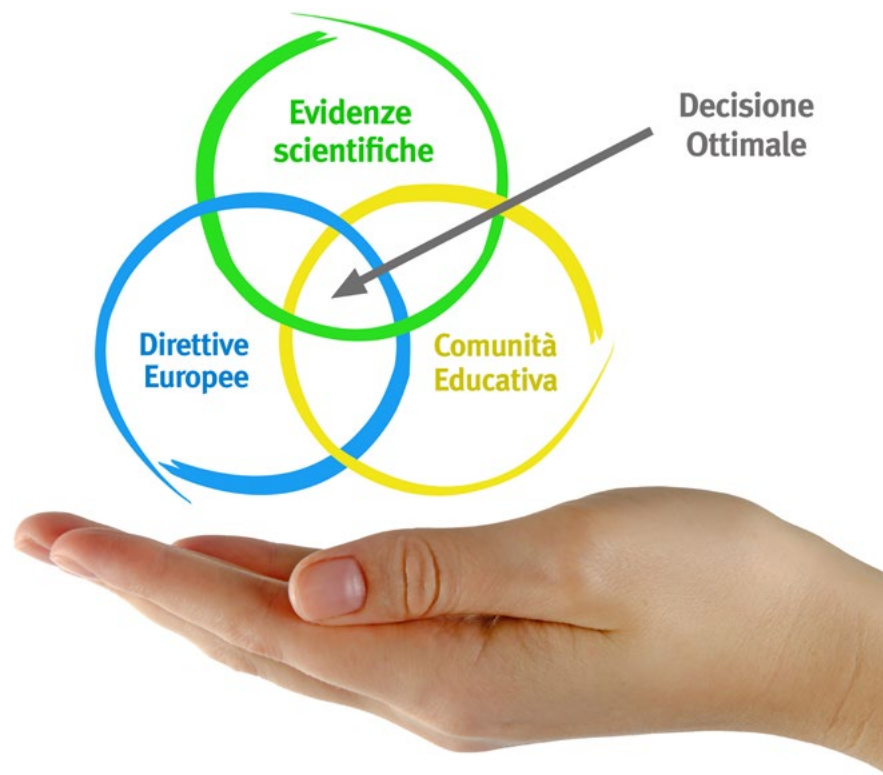 Evidenze
scientifiche
Decisione
Ottimale
Direttive
Europee
Comunità
Educativa